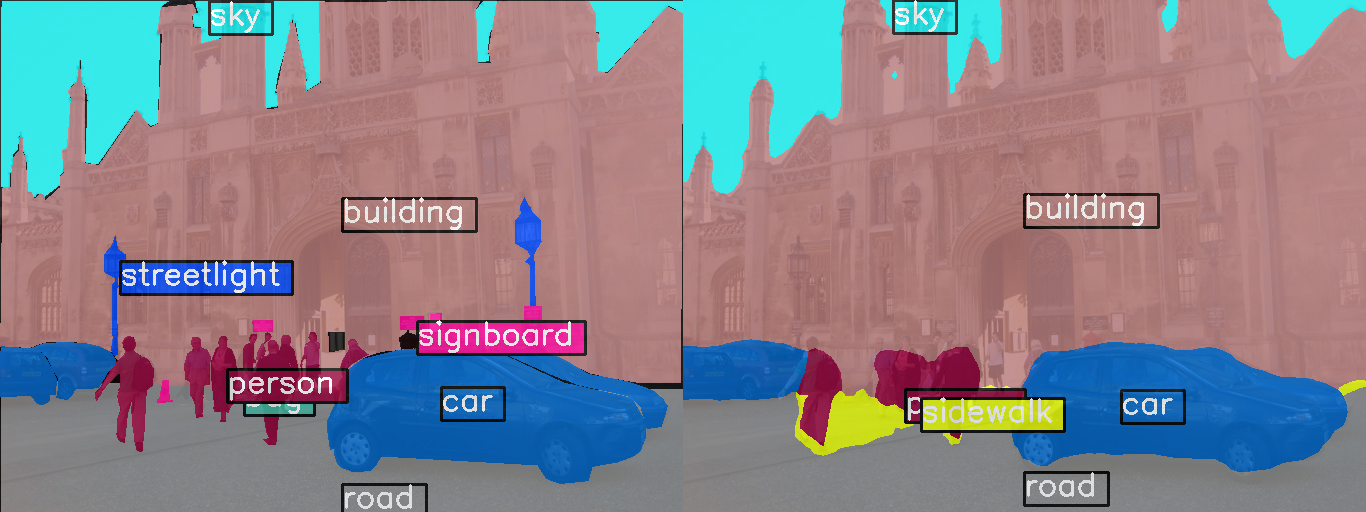 sky
sky
building
building
streetlight
signboard
person
car
car
sidewalk
road
road